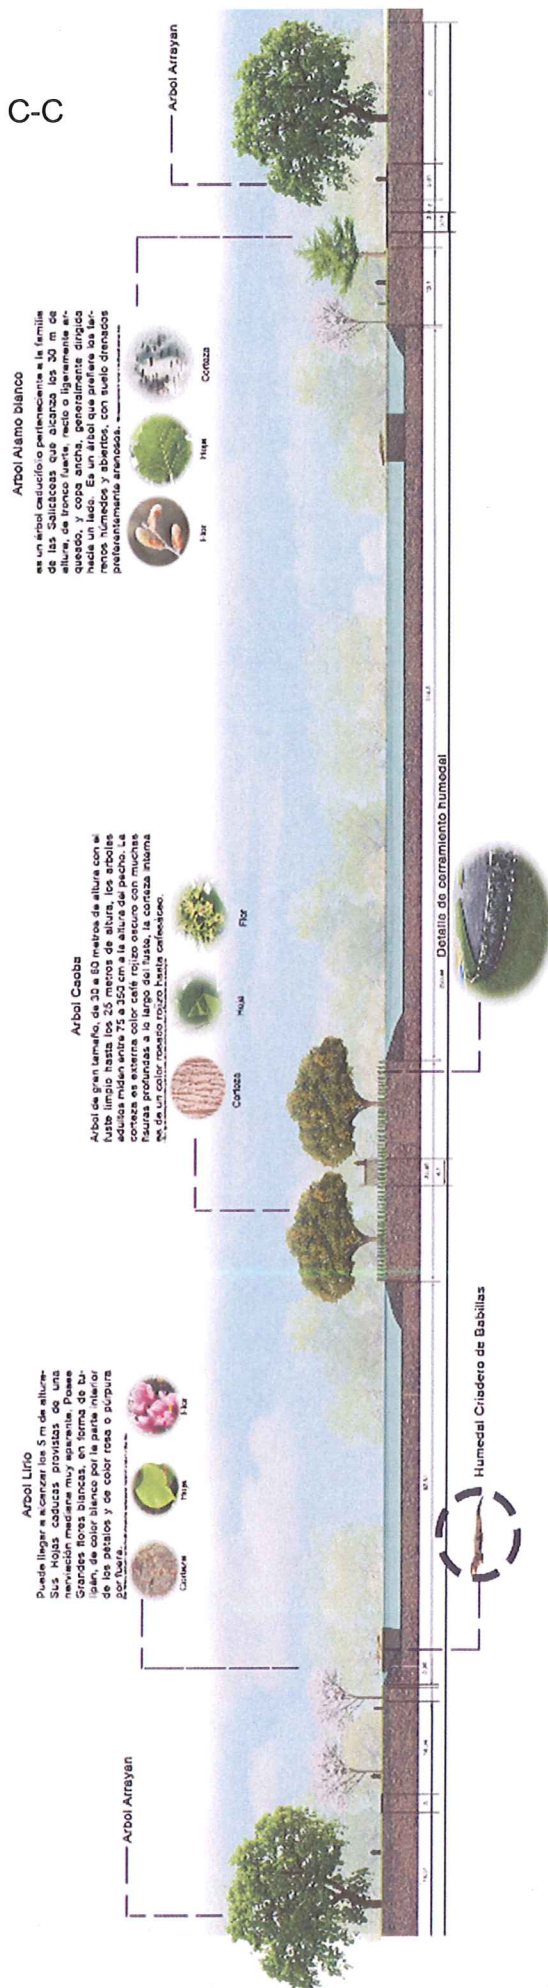 C-C
Arbol Arrayan
Arbol Lirio
Puede llegar a alcanzar los 5 m de altura-
Sus Hojas caducas provistas de una
nerviación mediana muy aparente. Posee
Grandes flores blancas, en forma de tu-
lipán, de color blanco por la parte interior
de los pétalos y de color rosa o púrpura
por fuera.
Corteza
Hoja
Flor
Arbol Caoba
Arbol de gran tamaño, de 30 a 60 metros de altura con el
fuste limpio hasta los 25 metros de altura, los arboles
adultos miden entre 75 a 350 cm a la altura del pecho. La
corteza es externa color café rojizo oscuro con muchas
fisuras profundas a lo largo del fuste, la corteza interna
es de un color rosado rojizo hasta cafesáceo.
Corteza
Hoja
Flor
Arbol Alamo blanco
es un árbol caducifolio perteneciente a la familia
de las Salicáceas que alcanza los 30 m de
altura, de tronco fuerte, recto o ligeramente ar-
queado, y copa ancha, generalmente dirigida
hacia un lado. Es un árbol que prefiere los ter-
renos húmedos y abiertos, con suelo drenados
preferentemente arenosos.
Flor
Hoja
Corteza
Arbol Arrayan
Humedal Criadero de Babillas
Detalle de cerramiento humedal